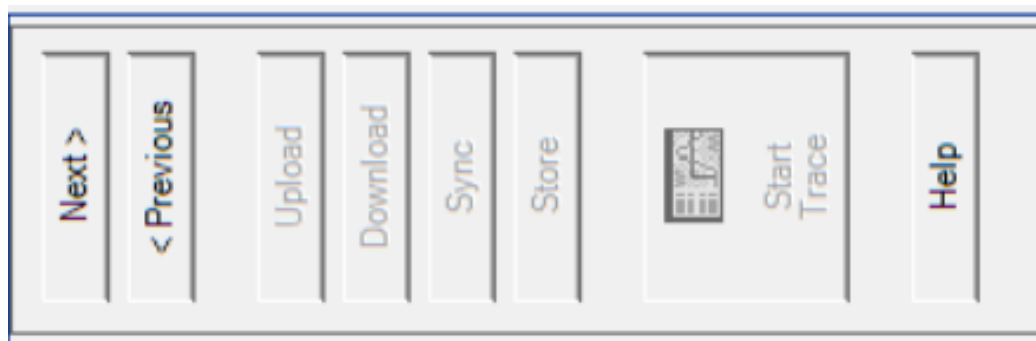 Next >
< Previous
Upload
Download
Sync
Store
Start
Trace
Help